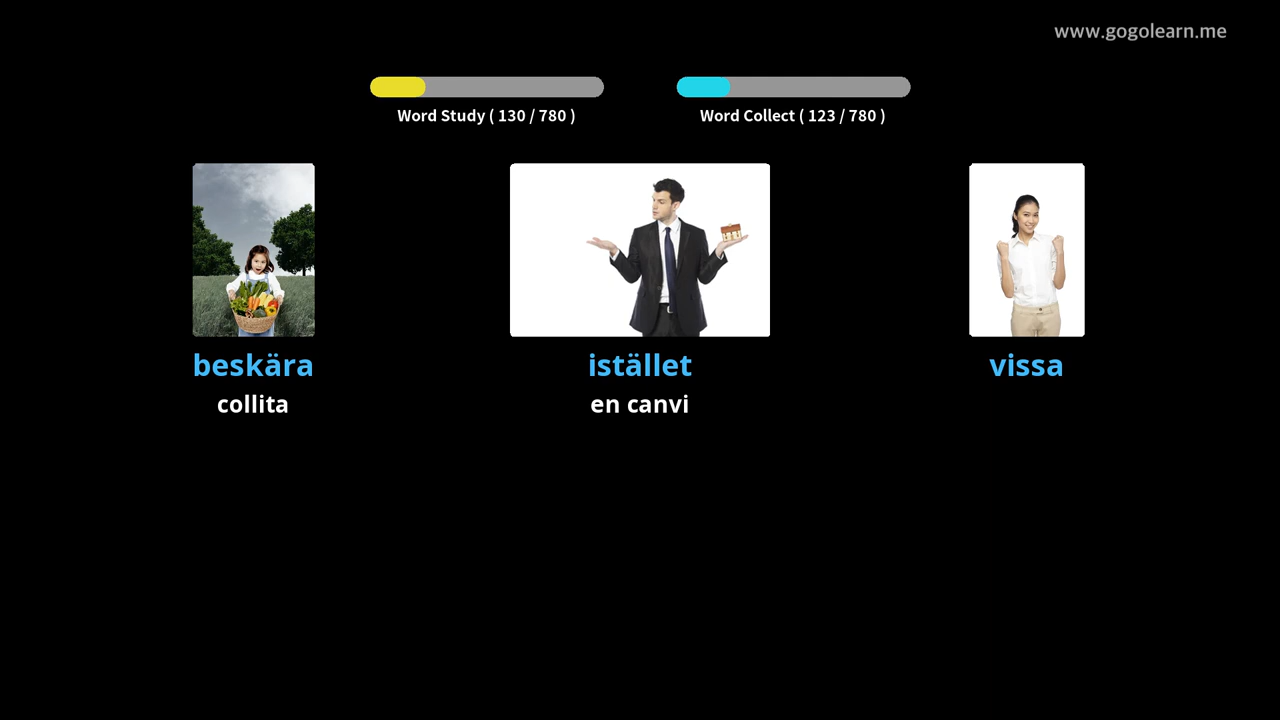 www.gogolearn.me
Word Study ( 130 / 780 )
Word Collect ( 123 / 780 )
beskära
istället
vissa
collita
en canvi